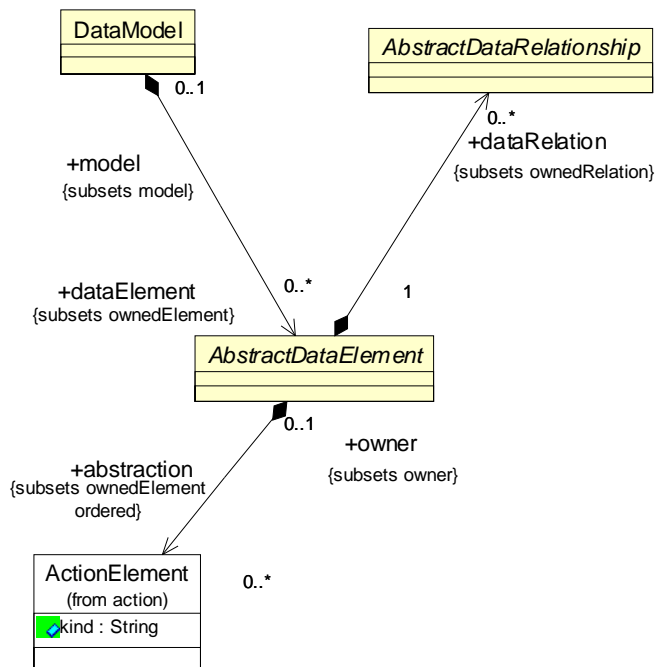 DataModel
AbstractDataRelationship
0..1
0..*
+model
{subsets model}
+dataRelation
{subsets ownedRelation}
+dataElement
{subsets ownedElement}
0..*
1
AbstractDataElement
0..1
+owner
{subsets owner}
+abstraction
{subsets ownedElement
ordered}
ActionElement
(from action)
kind : String
0..*